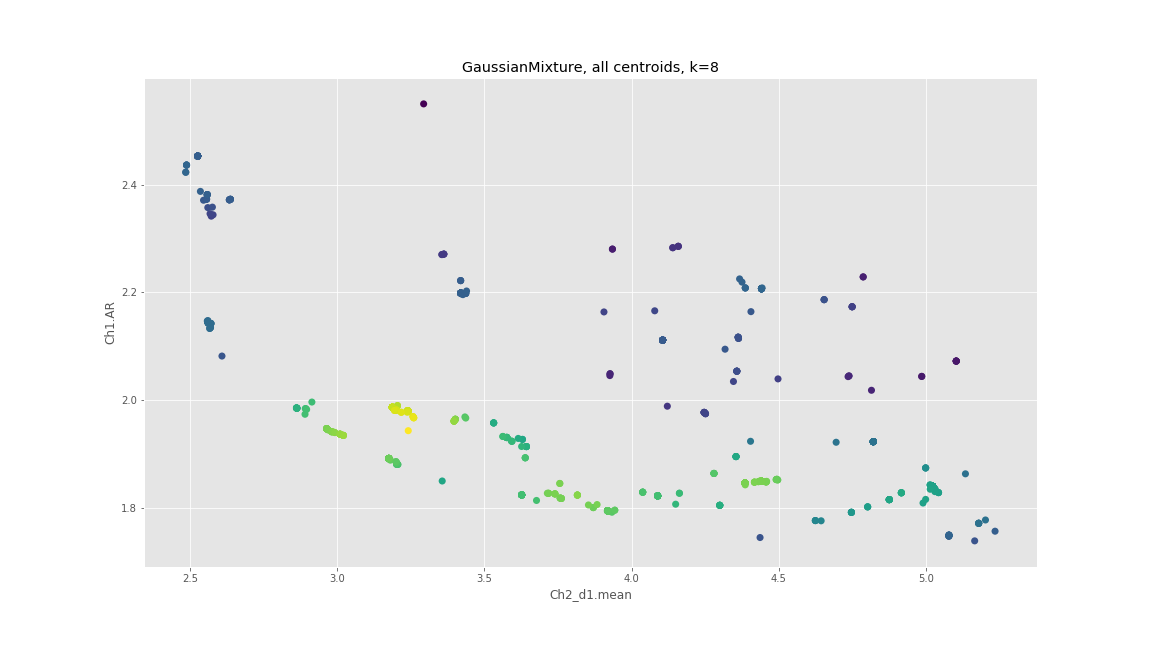 GaussianMixture, all centroids, k=8
2.4
2.2
2.0
1.8
Ch1.AR
2.5 3.0 3.5 4.0 4.5 5.0
Ch2_d1.mean